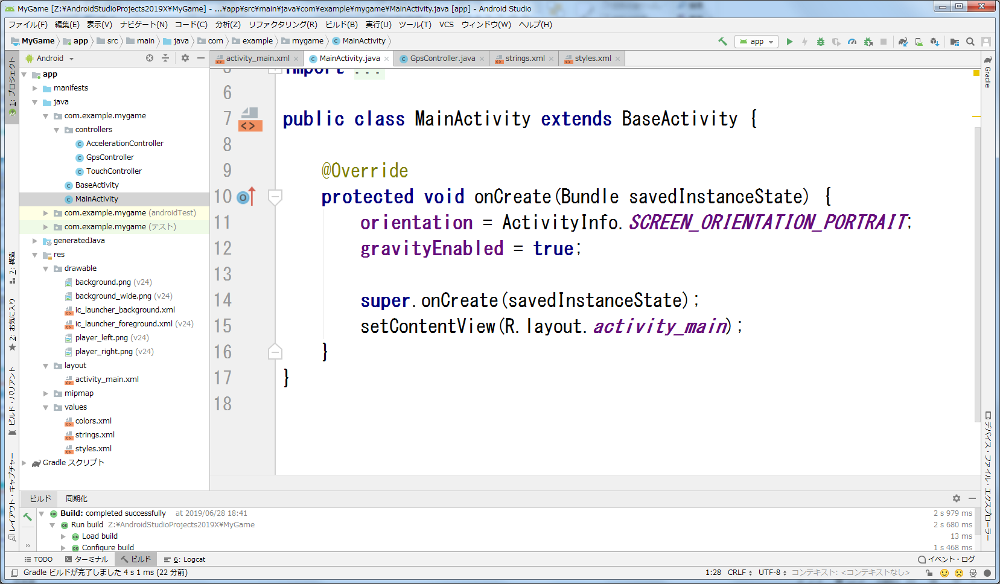 MyGame [Z:¥AndroidStudioProjects2019X¥MyGame] - ...¥app¥src¥main¥java¥com¥example¥mygame¥MainActivity.java [app] - Android Studio
ファイル(F) 編集(E) 表示(V) ナビゲート(N) コード(C) 分析(Z) リファクタリング(R) ビルド(B) 実行(U) ツール(T) VCS ウィンドウ(W) ヘルプ(H)
MyGame app src main java com example mygame MainActivity app
Android
activity_main.xml MainActivity.java GpsController.java strings.xml styles.xml
1: プロジェクト
Z: 構造
2: お気に入り
ビルド・バリアント
レイアウト・キャプチャー
app
manifests
java
com.example.mygame
controllers
AccelerationController
GpsController
TouchController
BaseActivity
MainActivity
com.example.mygame (androidTest)
com.example.mygame (テスト)
generatedJava
res
drawable
background.png (v24)
background_wide.png (v24)
ic_launcher_background.xml
ic_launcher_foreground.xml (v24)
player_left.png (v24)
player_right.png (v24)
layout
activity_main.xml
mipmap
values
colors.xml
strings.xml
styles.xml
Gradle スクリプト
import ...
6
7 public class MainActivity extends BaseActivity {
8
9 @Override
10 protected void onCreate(Bundle savedInstanceState) {
11 orientation = ActivityInfo.SCREEN_ORIENTATION_PORTRAIT;
12 gravityEnabled = true;
13
14 super.onCreate(savedInstanceState);
15 setContentView(R.layout.activity_main);
16 }
17 }
18
Gradle
デバイス・ファイル・エクスプローラー
ビルド 同期化
Build: completed successfully at 2019/06/28 18:41 2 s 979 ms
Run build Z:¥AndroidStudioProjects2019X¥MyGame 2 s 680 ms
Load build 13 ms
Configure build 1 s 468 ms
TODO ターミナル ビルド 6: Logcat イベント・ログ
Gradle ビルドが完了しました 4 s 1 ms (22 分前) 1:28 CRLF UTF-8 コンテキスト: <コンテキストなし>